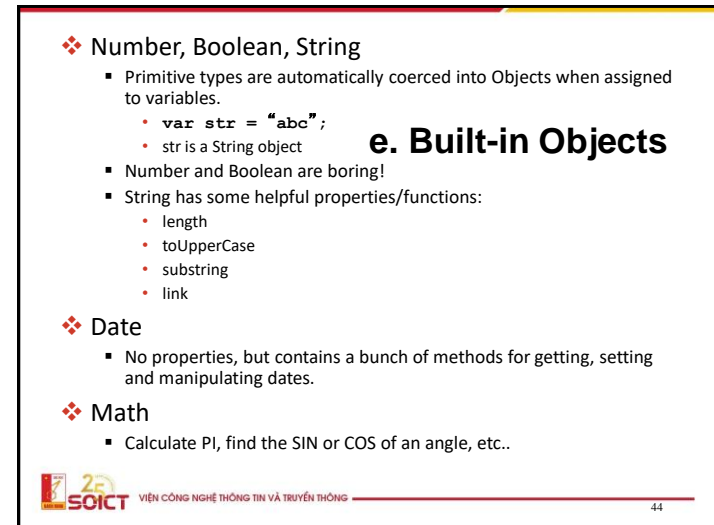 e. Built-in Objects
❖ Number, Boolean, String
▪ Primitive types are automatically coerced into Objects when assigned
to variables.
• var str = “abc”;
• str is a String object
▪ Number and Boolean are boring!
▪ String has some helpful properties/functions:
• length
• toUpperCase
• substring
• link
❖ Date
▪ No properties, but contains a bunch of methods for getting, setting
and manipulating dates.
❖ Math
▪ Calculate PI, find the SIN or COS of an angle, etc..
25
SOICT
VIỆN CÔNG NGHỆ THÔNG TIN VÀ TRUYỀN THÔNG
44